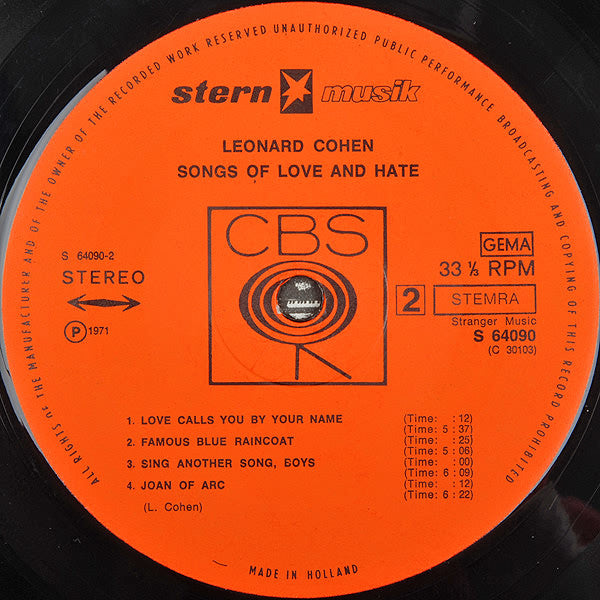 ALL RIGHTS of THE MANUFACTURER AND OF THE OWNER OF THE RECORDED WORK RESERVED UNAUTHORIZED PUBLIC PERFORMANCE BROADCASTING AND COPYING OF THIS RECORD PROHIBITED
stern musik
LEONARD COHEN
SONGS OF LOVE AND HATE
CBS
S 64090-2
STEREO
Ⓟ 1971
GEMA
33⅓ RPM
2 STEMRA
Stranger Music
S 64090
(C 30103)
1. LOVE CALLS YOU BY YOUR NAME (Time: : 12)
(Time: 5 : 37)
2. FAMOUS BLUE RAINCOAT (Time: : 25)
(Time: 5 : 06)
3. SING ANOTHER SONG, BOYS (Time: : 00)
(Time: 6 : 09)
4. JOAN OF ARC (Time: : 12)
(Time: 6 : 22)
(L. Cohen)
MADE IN HOLLAND